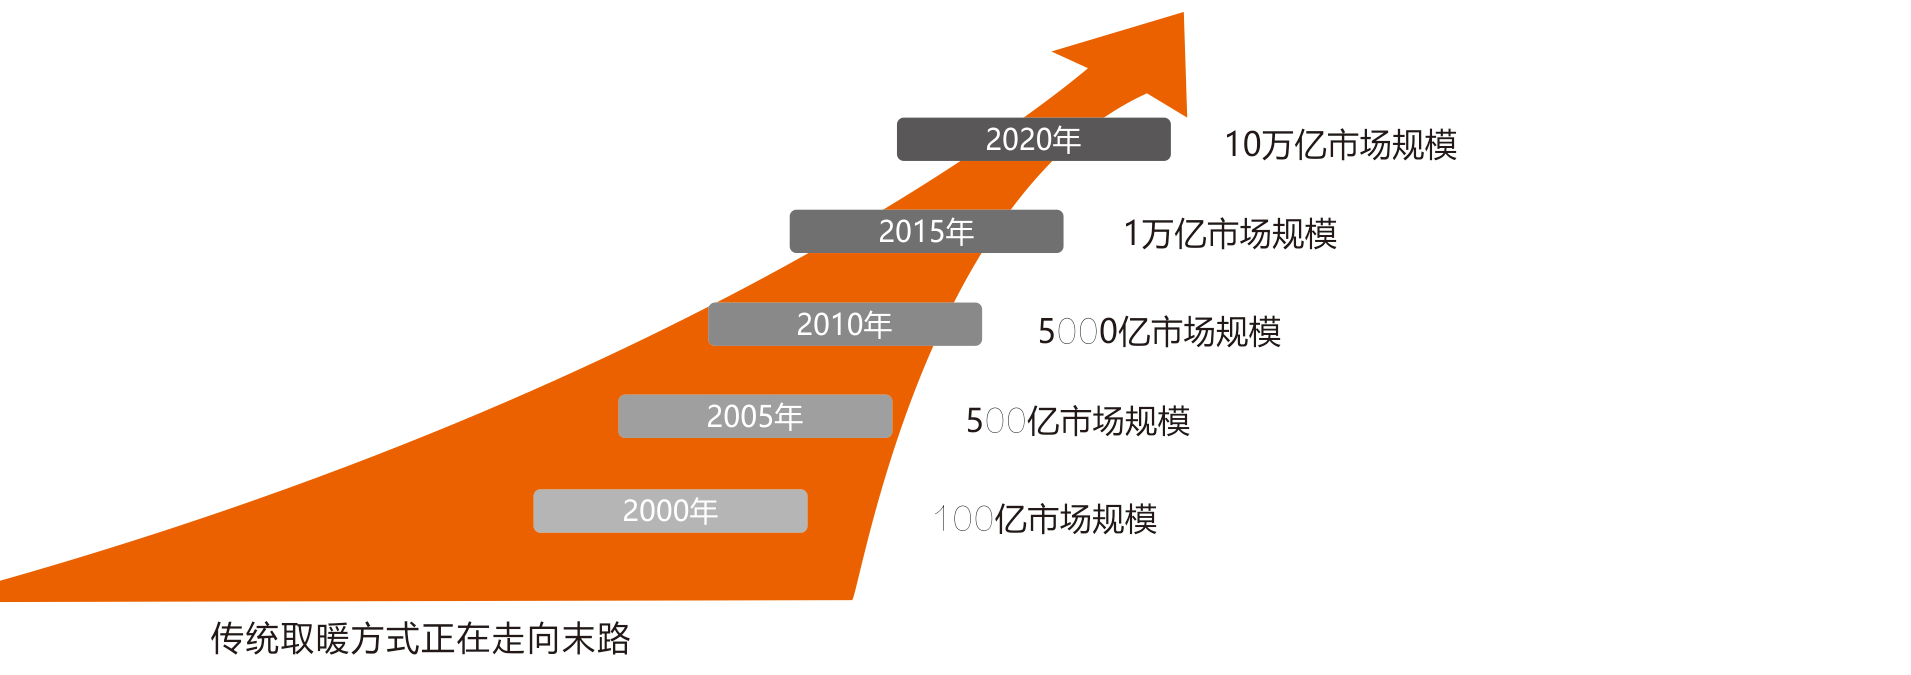 2020年 10万亿市场规模
2015年 1万亿市场规模
2010年 5000亿市场规模
2005年 500亿市场规模
2000年 100亿市场规模
传统取暖方式正在走向末路